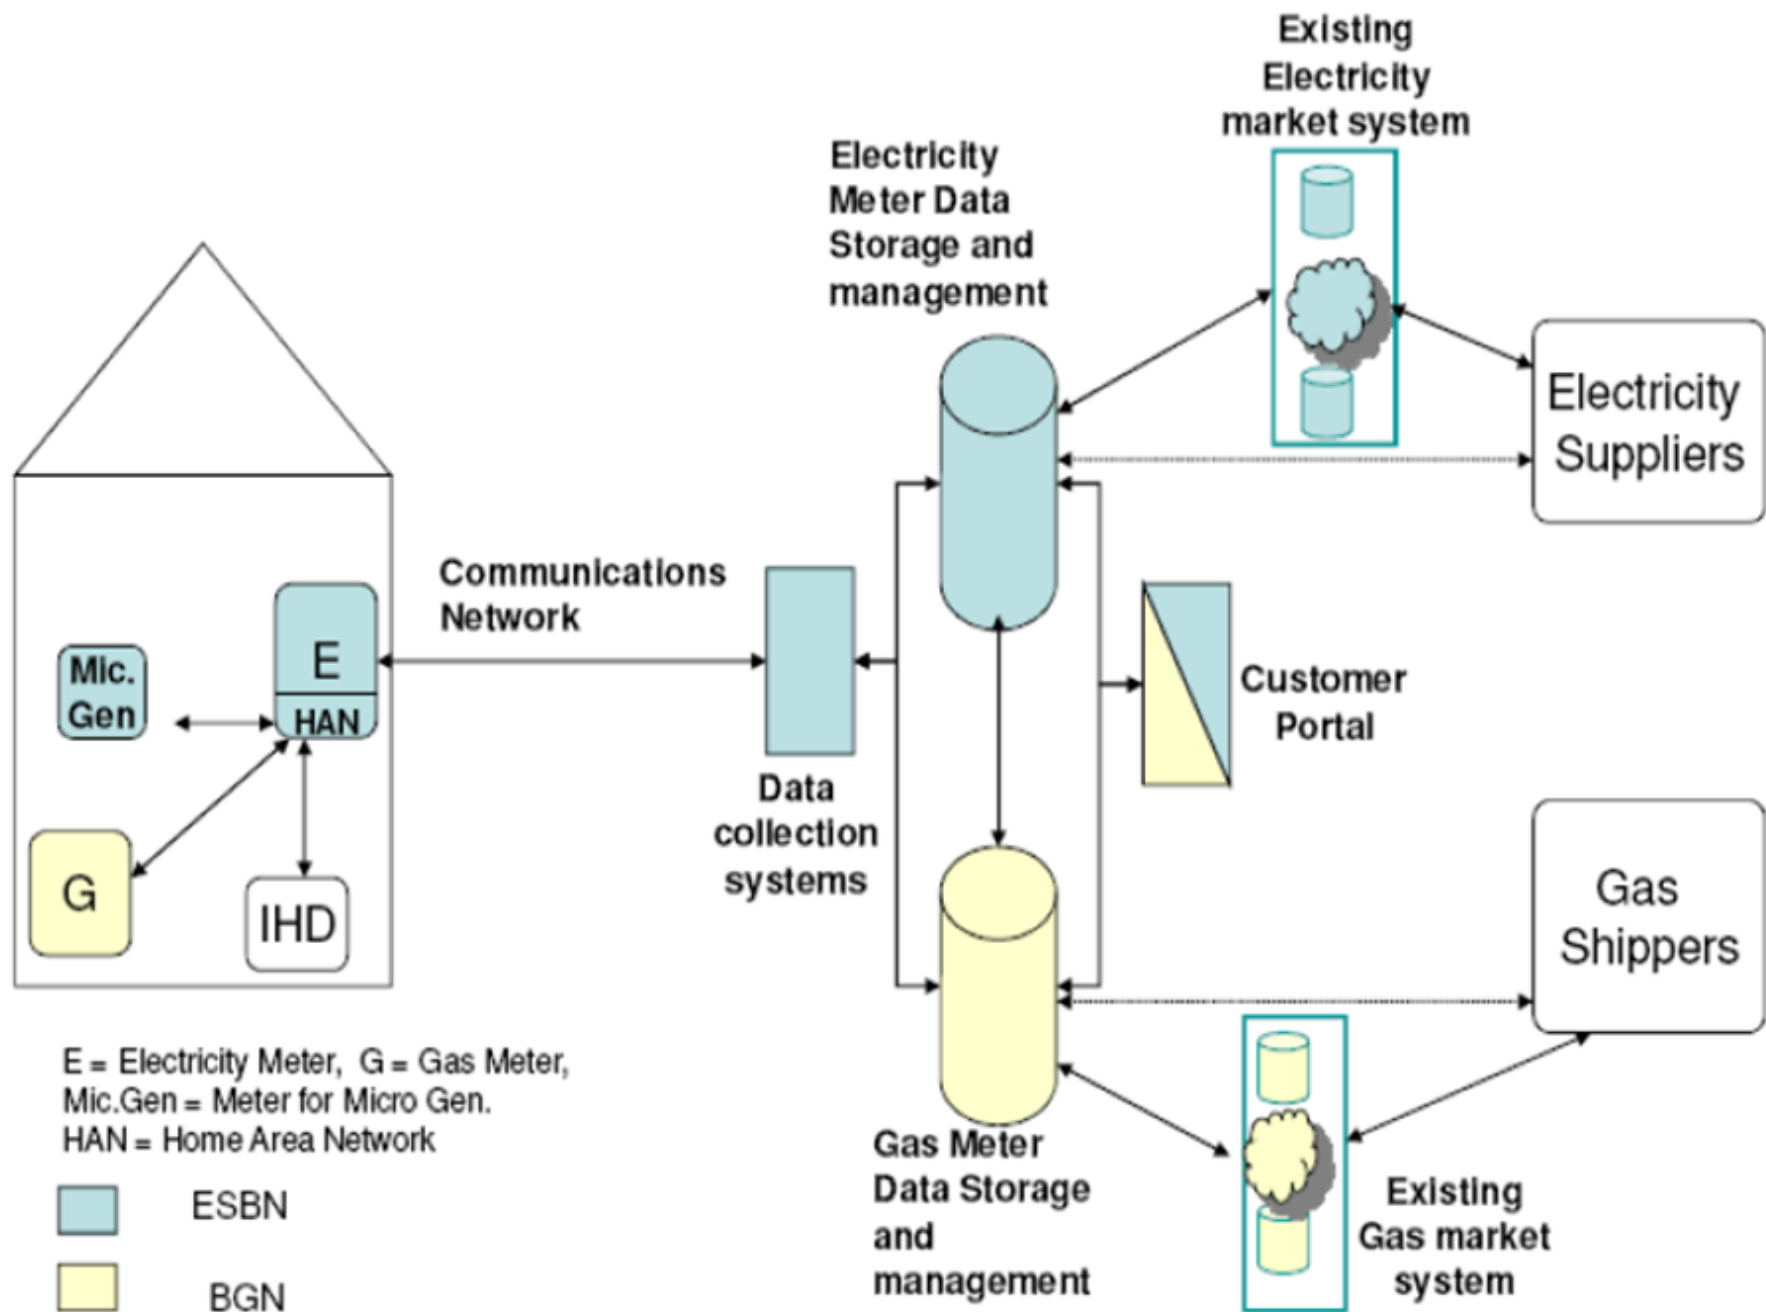 Existing
Electricity
market system
Electricity
Meter Data
Storage and
management
Electricity
Suppliers
Communications
Network
E
HAN
Mic.
Gen
Customer
Portal
Data
collection
systems
G
IHD
Gas
Shippers
E = Electricity Meter, G = Gas Meter,
Mic.Gen = Meter for Micro Gen.
HAN = Home Area Network
ESBN
BGN
Gas Meter
Data Storage
and
management
Existing
Gas market
system